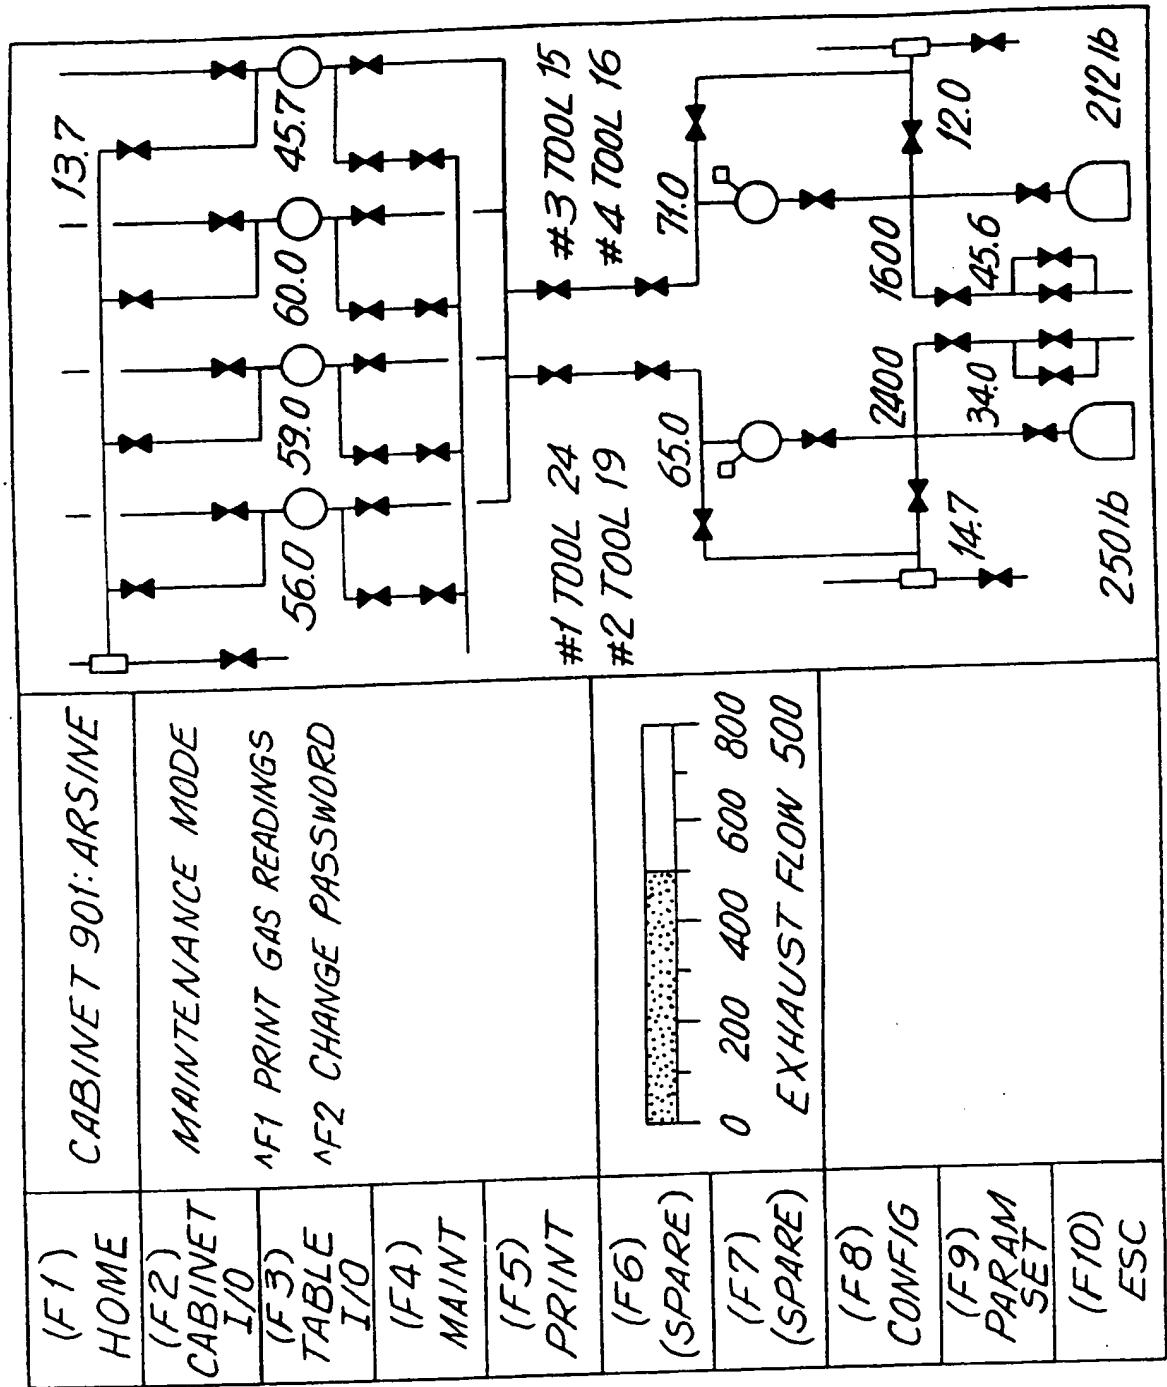 (F1)
HOME
(F2)
CABINET
I/O
(F3)
TABLE
I/O
(F4)
MAINT
(F5)
PRINT
(F6)
(SPARE)
(F7)
(SPARE)
(F8)
CONFIG
(F9)
PARAM
SET
(F10)
ESC
CABINET 901: ARSINE
MAINTENANCE MODE
^F1 PRINT GAS READINGS
^F2 CHANGE PASSWORD
0 200 400 600 800
EXHAUST FLOW 500
13.7
56.0 59.0 60.0 45.7
#1 TOOL 24 #3 TOOL 15
#2 TOOL 19 #4 TOOL 16
65.0 71.0
2400 1600
14.7 34.0 45.6 12.0
250 lb 212 lb